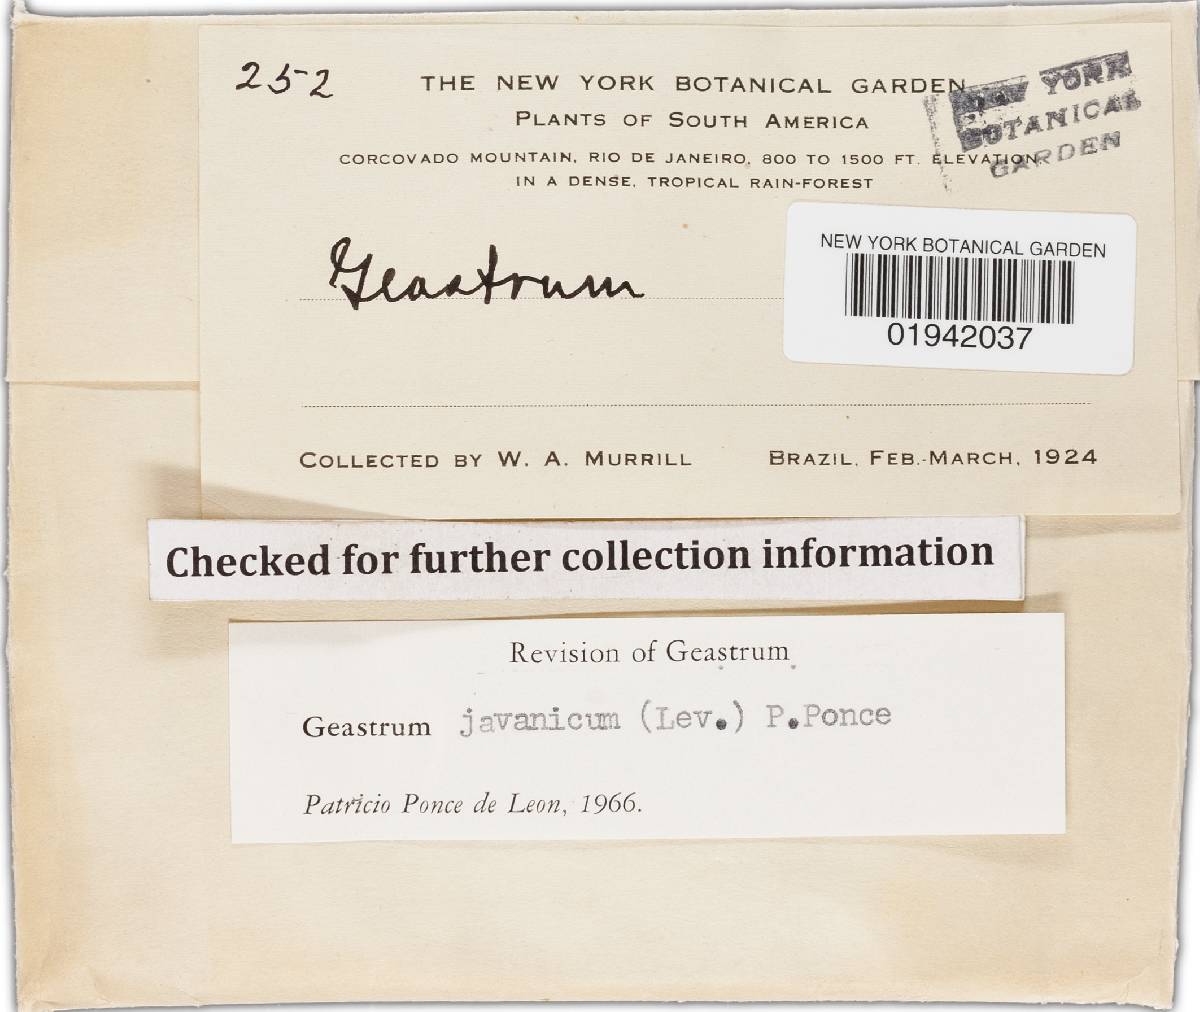 252
THE NEW YORK BOTANICAL GARDEN
PLANTS OF SOUTH AMERICA
CORCOVADO MOUNTAIN, RIO DE JANEIRO, 800 TO 1500 FT. ELEVATION
IN A DENSE, TROPICAL RAIN-FOREST
NEW YORK
BOTANICAL
GARDEN
Geastrum
NEW YORK BOTANICAL GARDEN
01942037
COLLECTED BY W. A. MURRILL BRAZIL, FEB.-MARCH, 1924
Checked for further collection information
Revision of Geastrum
Geastrum javanicum (Lev.) P.Ponce
Patricio Ponce de Leon, 1966.